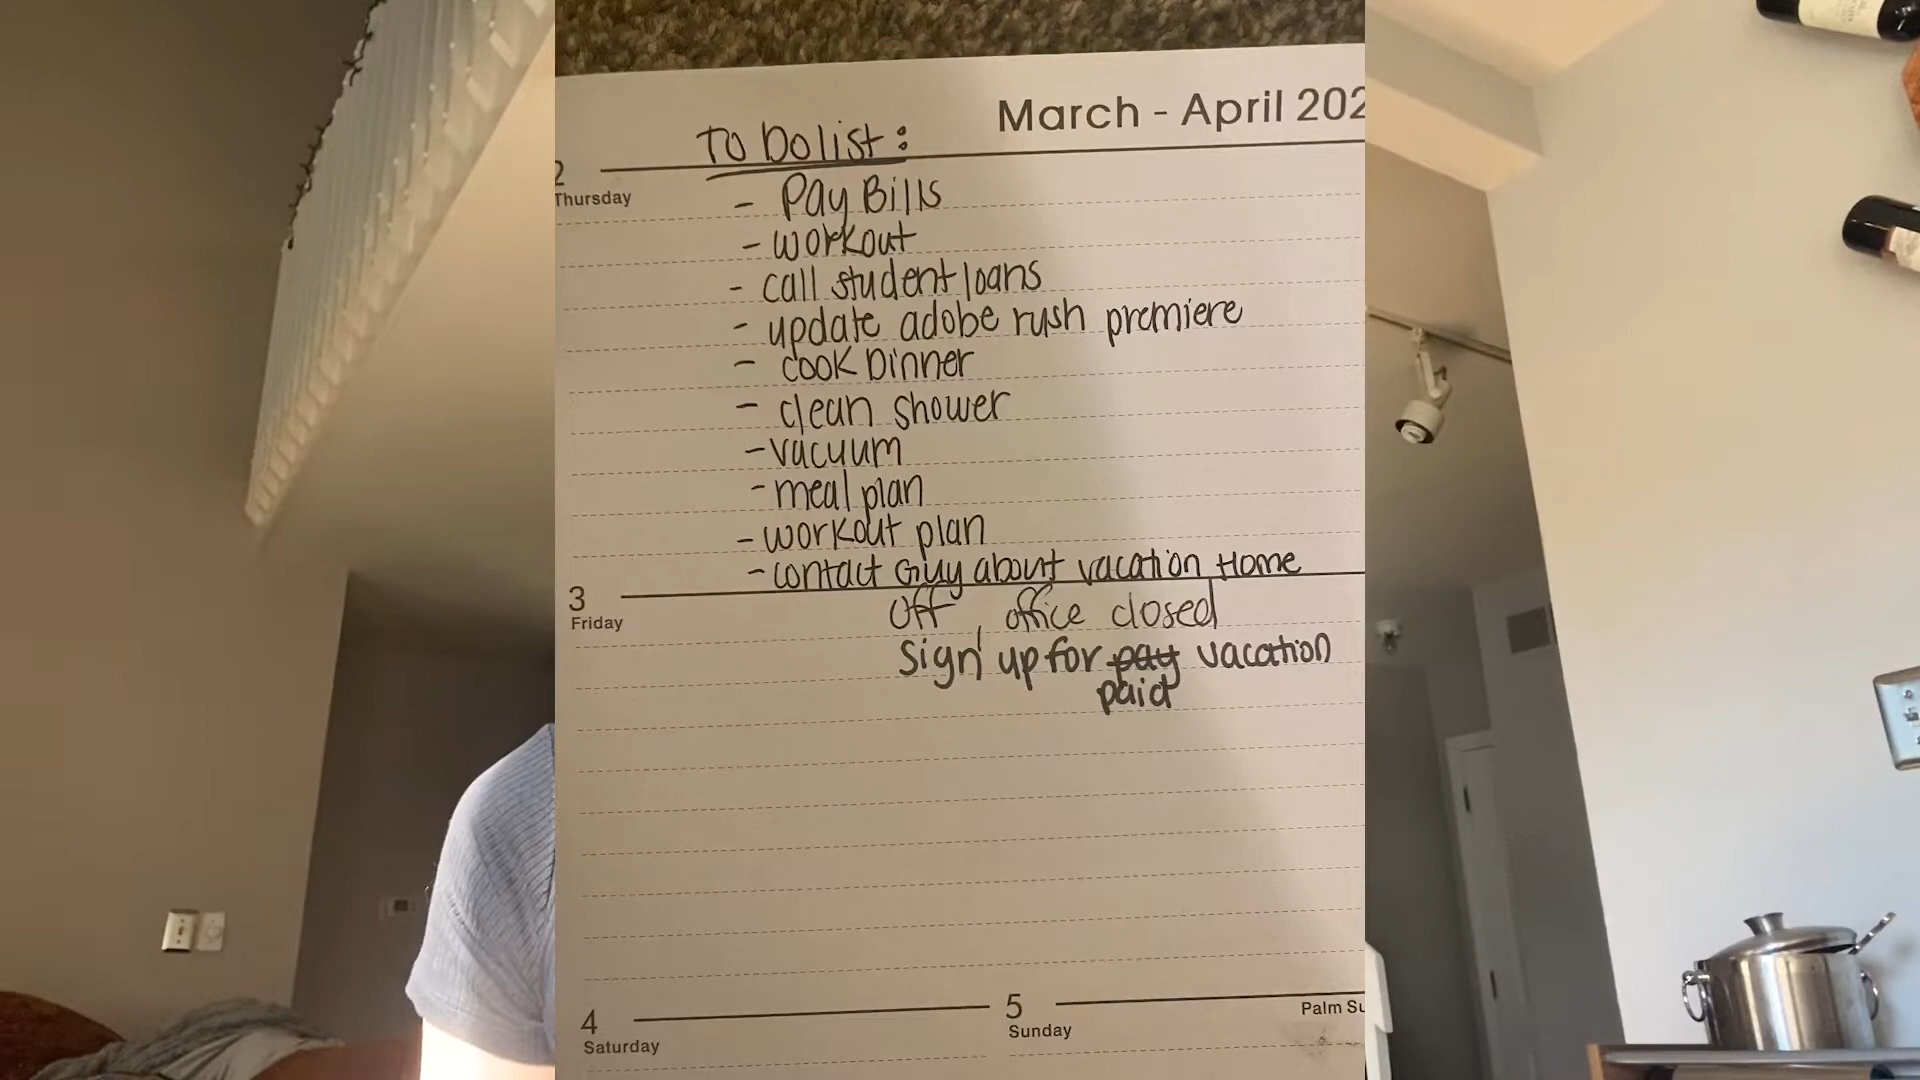 March - April 202
To Do list:
2
Thursday
- Pay Bills
- workout
- call student loans
- update adobe rush premiere
- cook Dinner
- clean shower
- vacuum
- meal plan
- workout plan
- contact Guy about vacation Home
3
Friday
Off, office closed
Sign up for pay vacation
paid
4
Saturday
5
Sunday
Palm Su